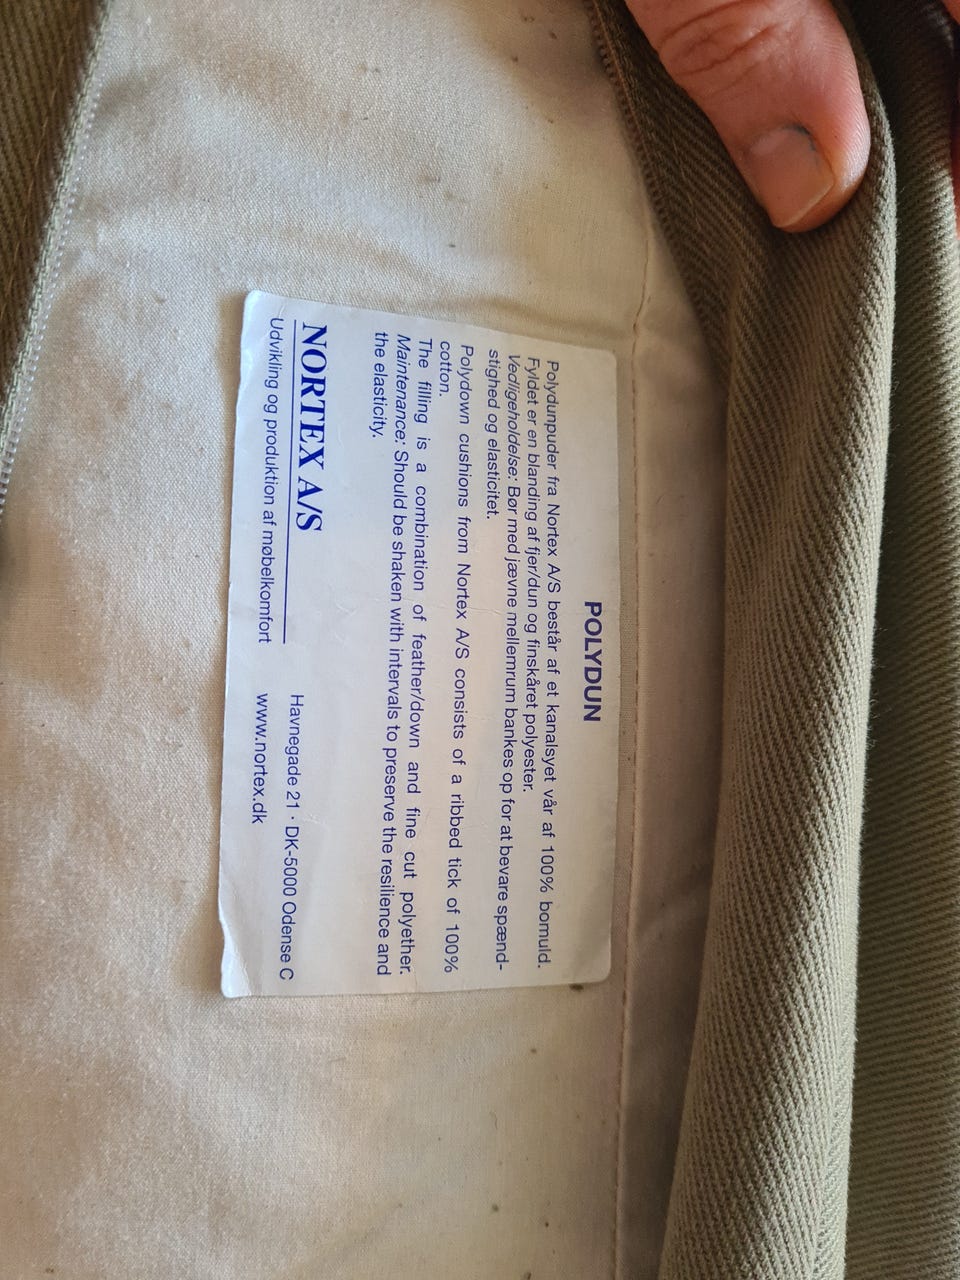 POLYDUN
Polydunpuder fra Nortex A/S består af et kanalsyet vår af 100% bomuld.
Fyldet er en blanding af fjer/dun og finskåret polyester.
Vedligeholdelse: Bør med jævne mellemrum bankes op for at bevare spænd-
stighed og elasticitet.
Polydown cushions from Nortex A/S consists of a ribbed tick of 100%
cotton.
The filling is a combination of feather/down and fine cut polyether.
Maintenance: Should be shaken with intervals to preserve the resilience and
the elasticity.
NORTEX A/S
Udvikling og produktion af møbelkomfort
Havnegade 21 · DK-5000 Odense C
www.nortex.dk